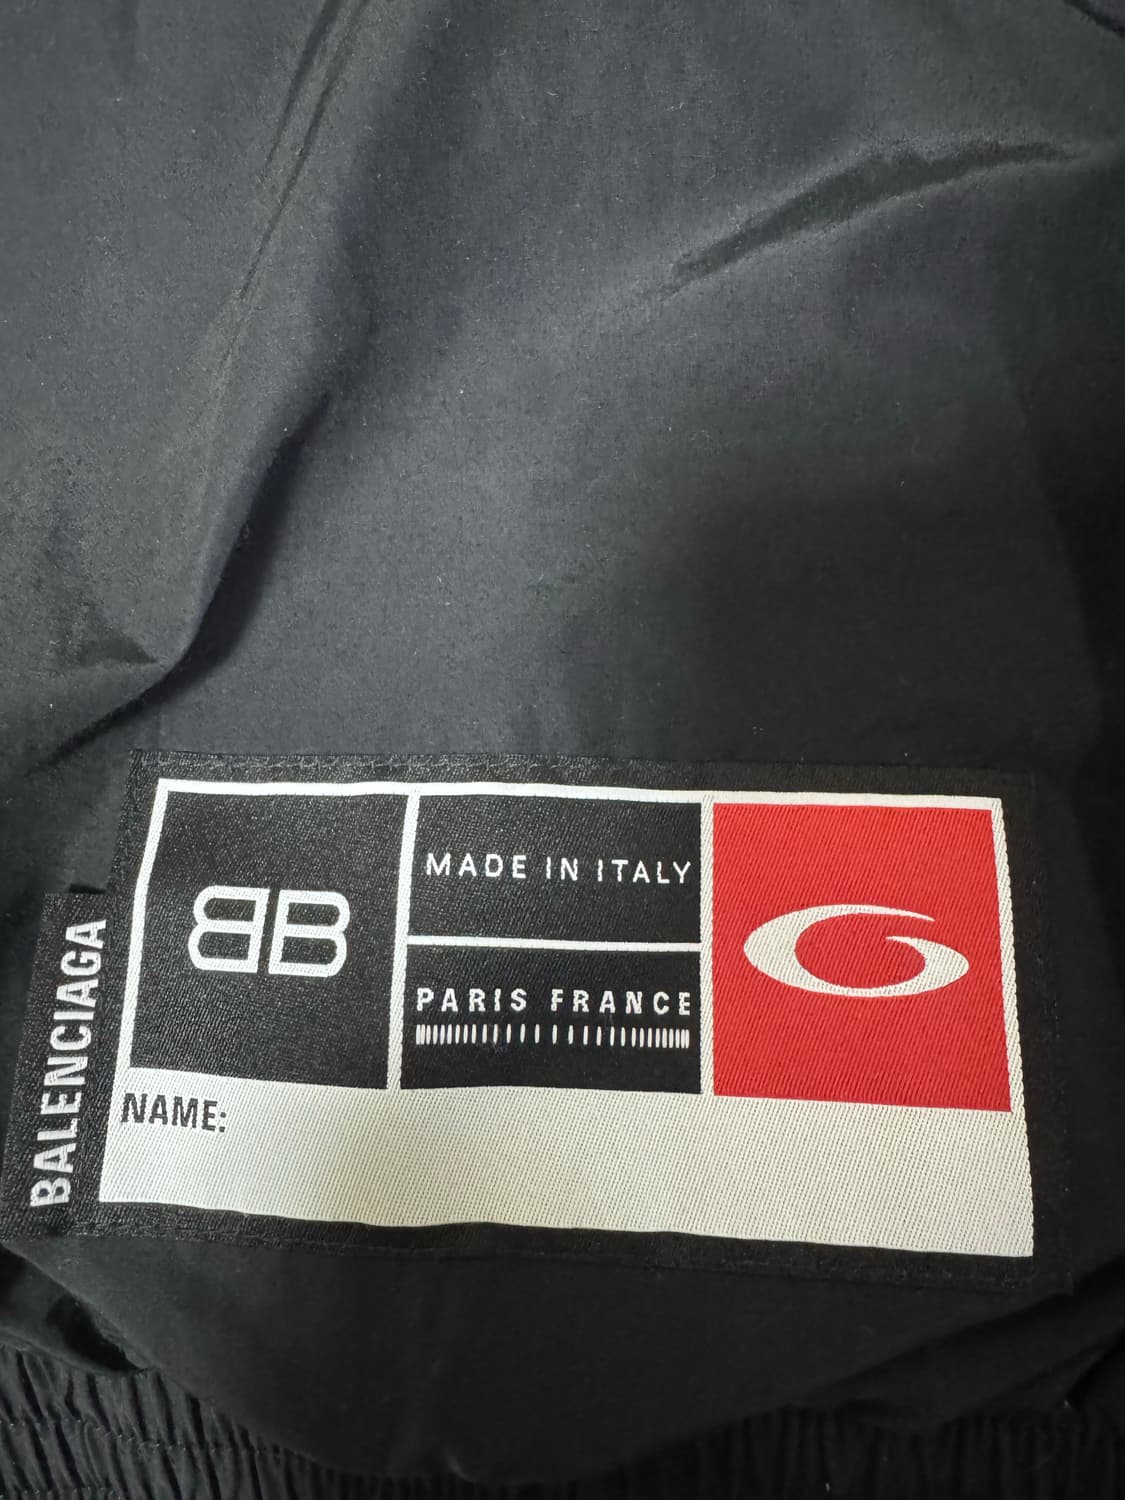 BB
MADE IN ITALY
PARIS FRANCE
NAME:
BALENCIAGA